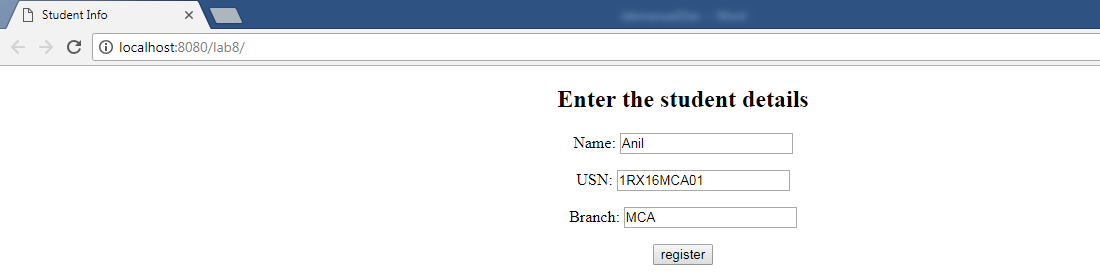 Student Info
localhost:8080/lab8/
Enter the student details
Name: Anil
USN: 1RX16MCA01
Branch: MCA
register